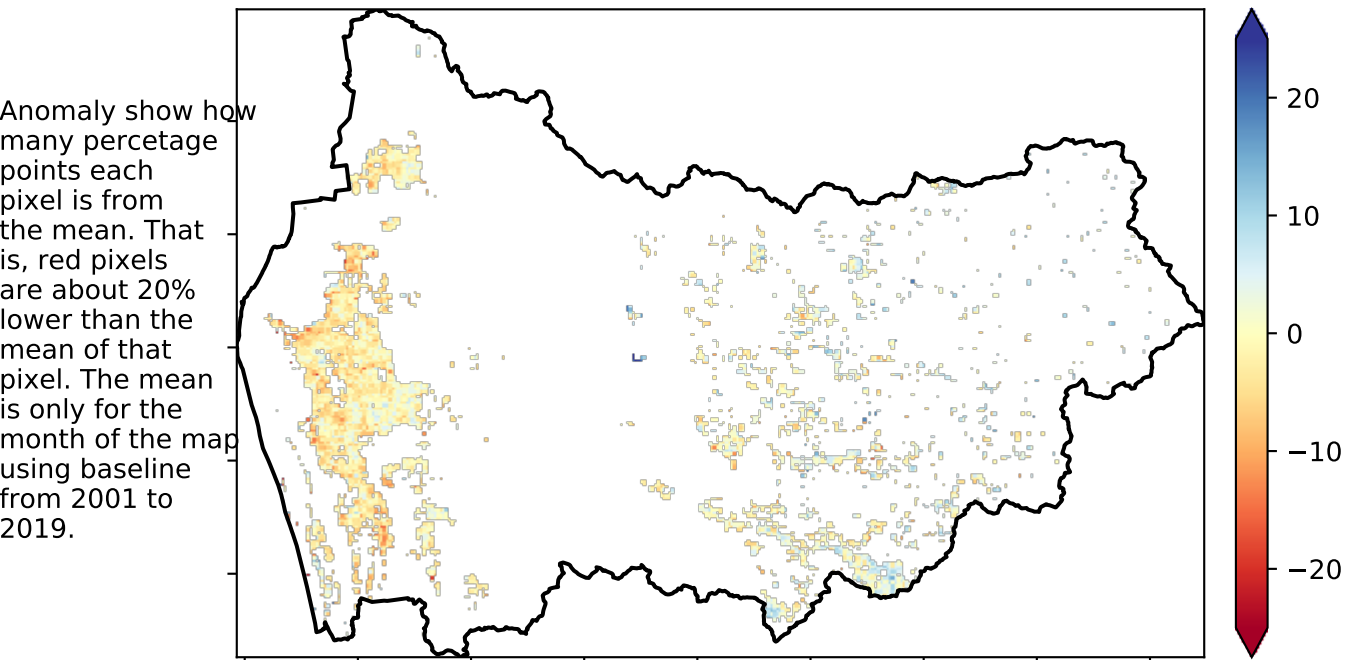 Anomaly show how
many percetage
points each
pixel is from
the mean. That
is, red pixels
are about 20%
lower than the
mean of that
pixel. The mean
is only for the
month of the map
using baseline
from 2001 to
2019.
20
10
0
−10
−20